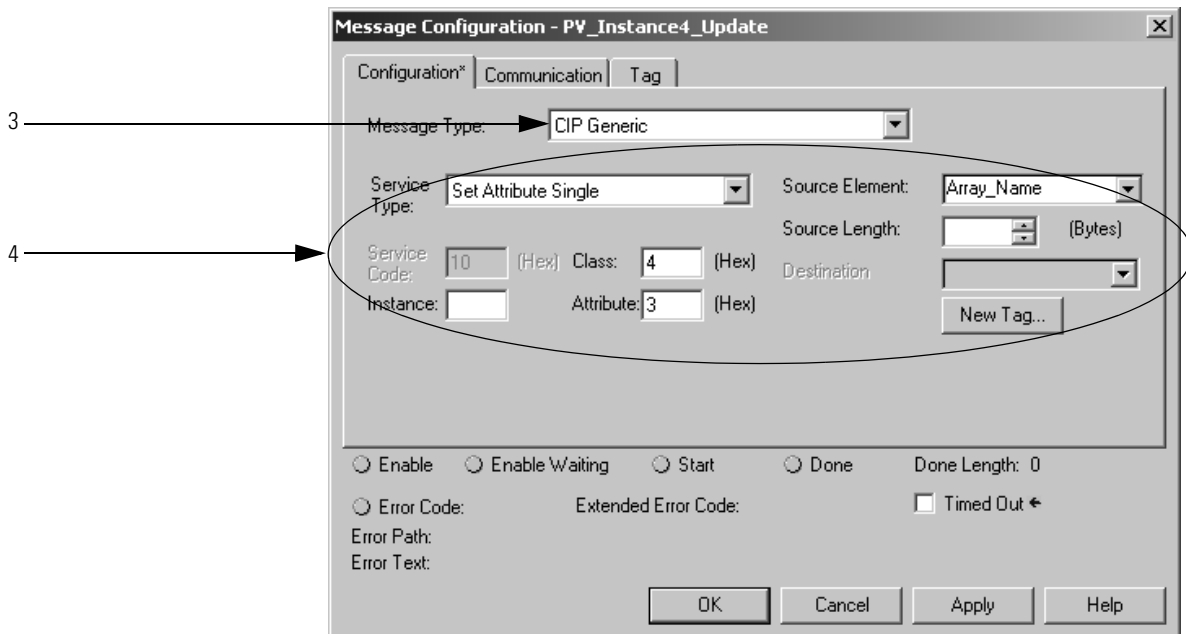 Message Configuration - PV_Instance4_Update
Configuration* Communication Tag
3
Message Type: CIP Generic
Service Type: Set Attribute Single
Source Element: Array_Name
Source Length: (Bytes)
4
Service Code: 10 (Hex) Class: 4 (Hex)
Destination
Instance: Attribute: 3 (Hex)
New Tag...
Enable Enable Waiting Start Done Done Length: 0
Error Code: Extended Error Code: Timed Out ←
Error Path:
Error Text:
OK Cancel Apply Help